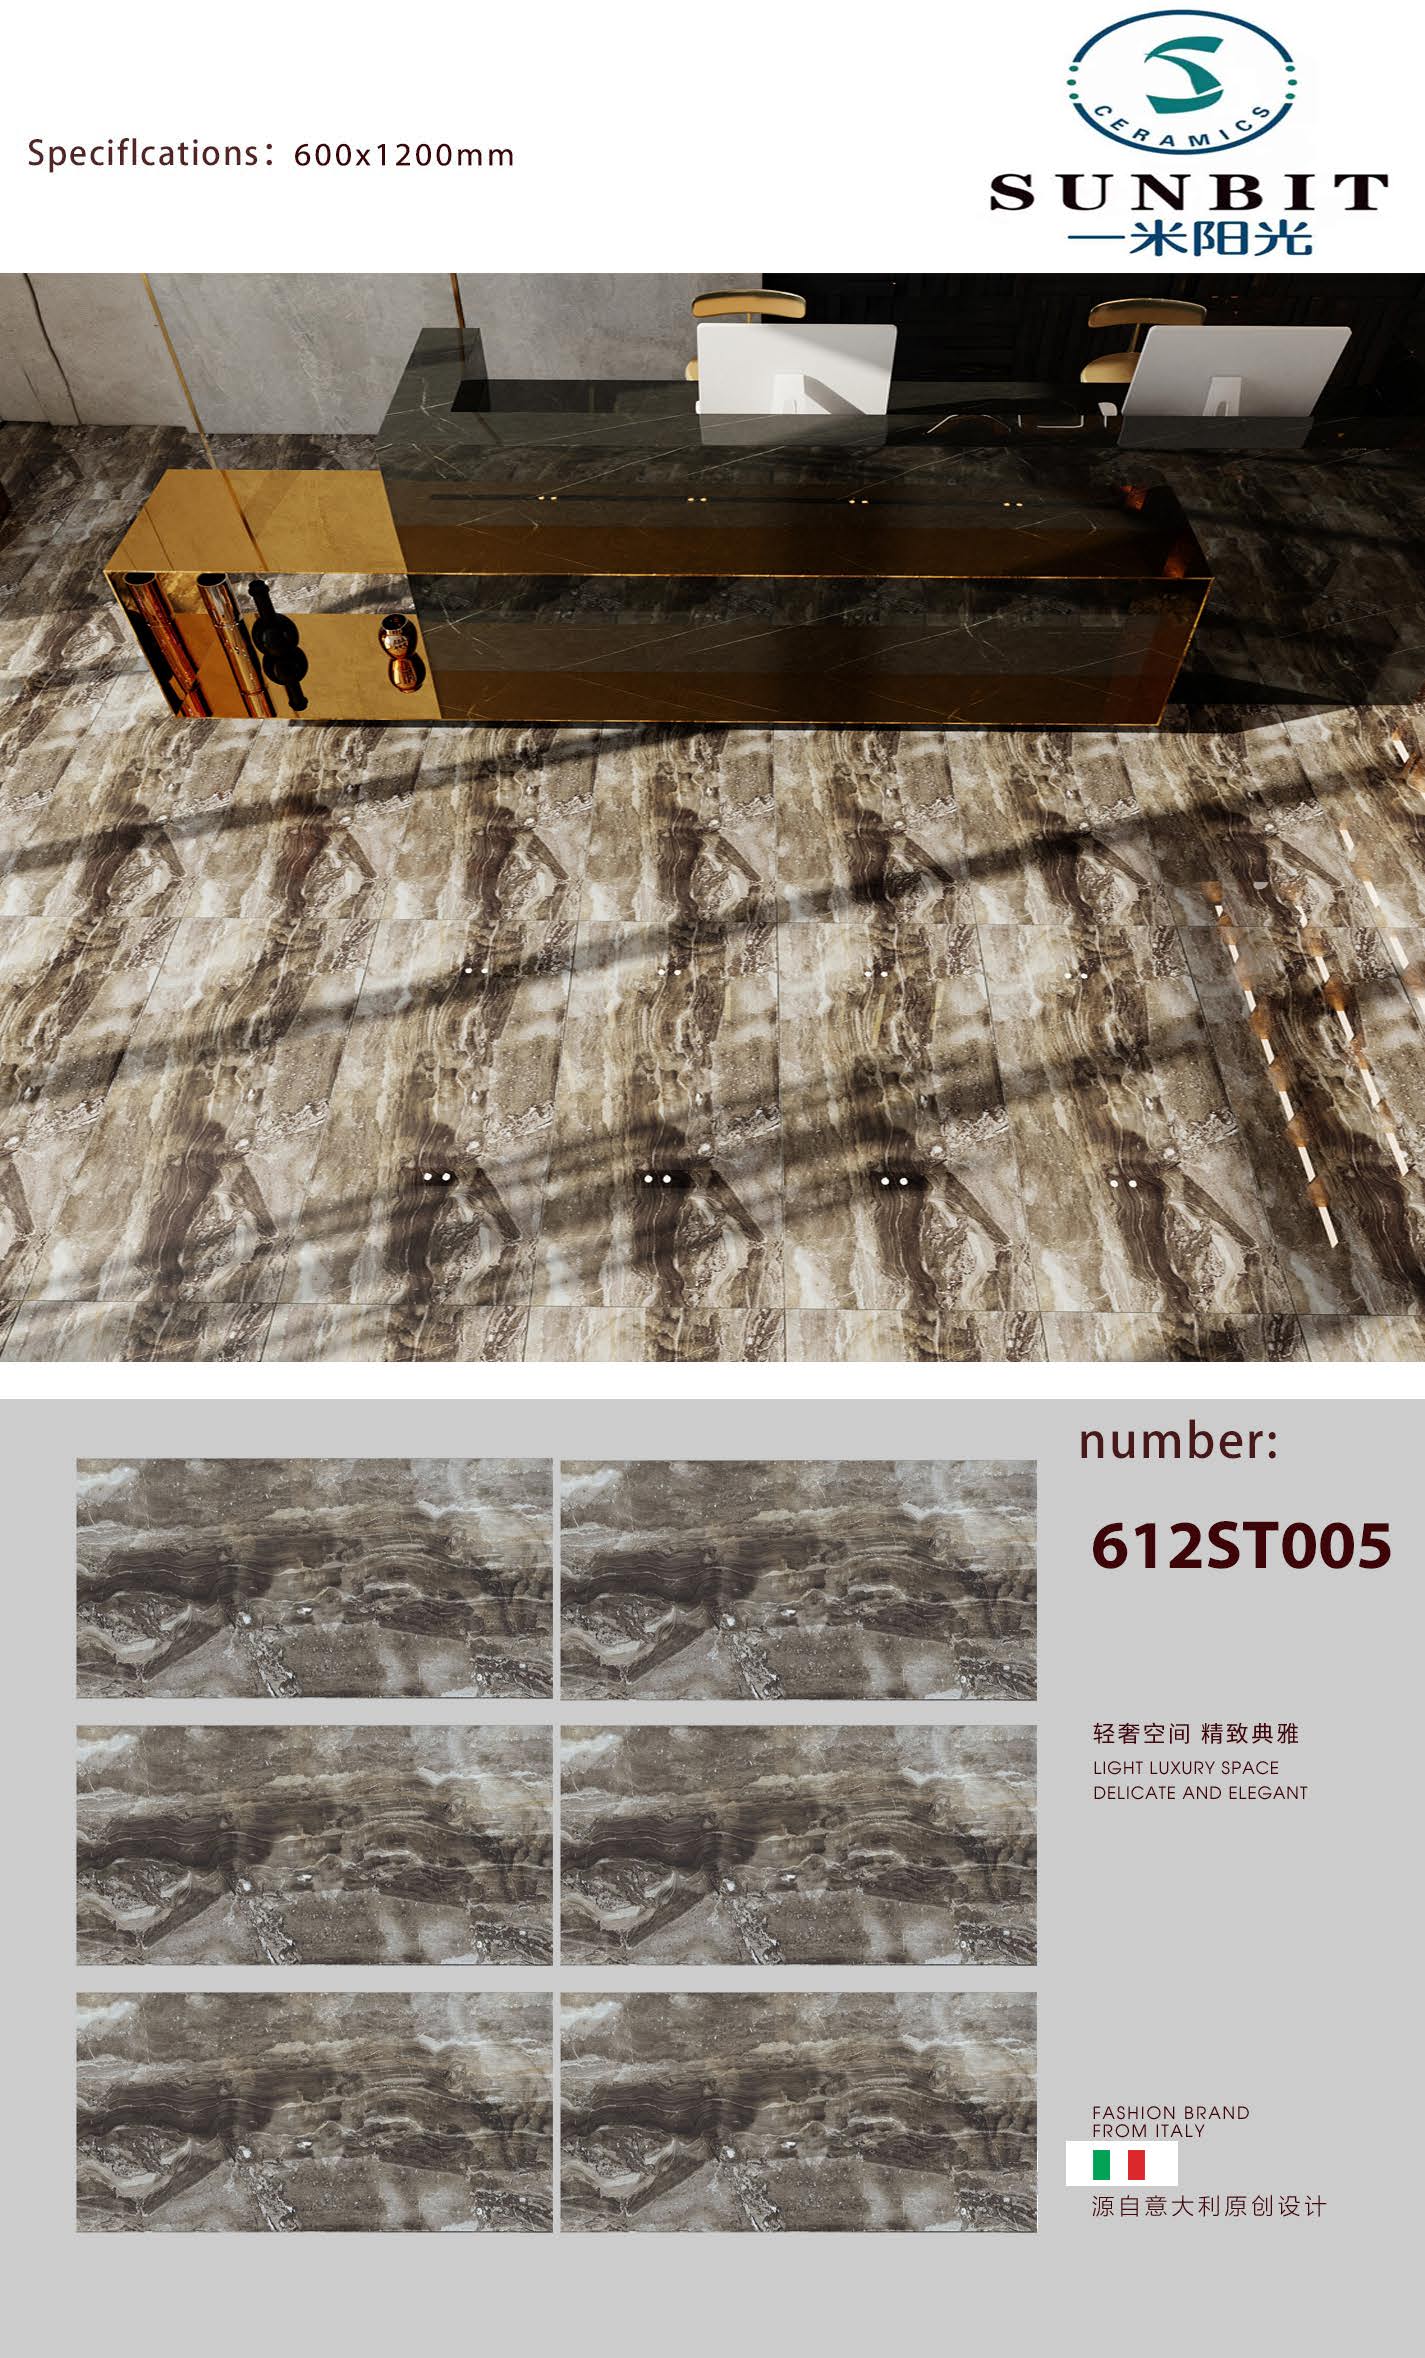 CERAMICS
SUNBIT
一米阳光
Speciflcations: 600x1200mm
number:
612ST005
轻奢空间 精致典雅
LIGHT LUXURY SPACE
DELICATE AND ELEGANT
FASHION BRAND
FROM ITALY
源自意大利原创设计